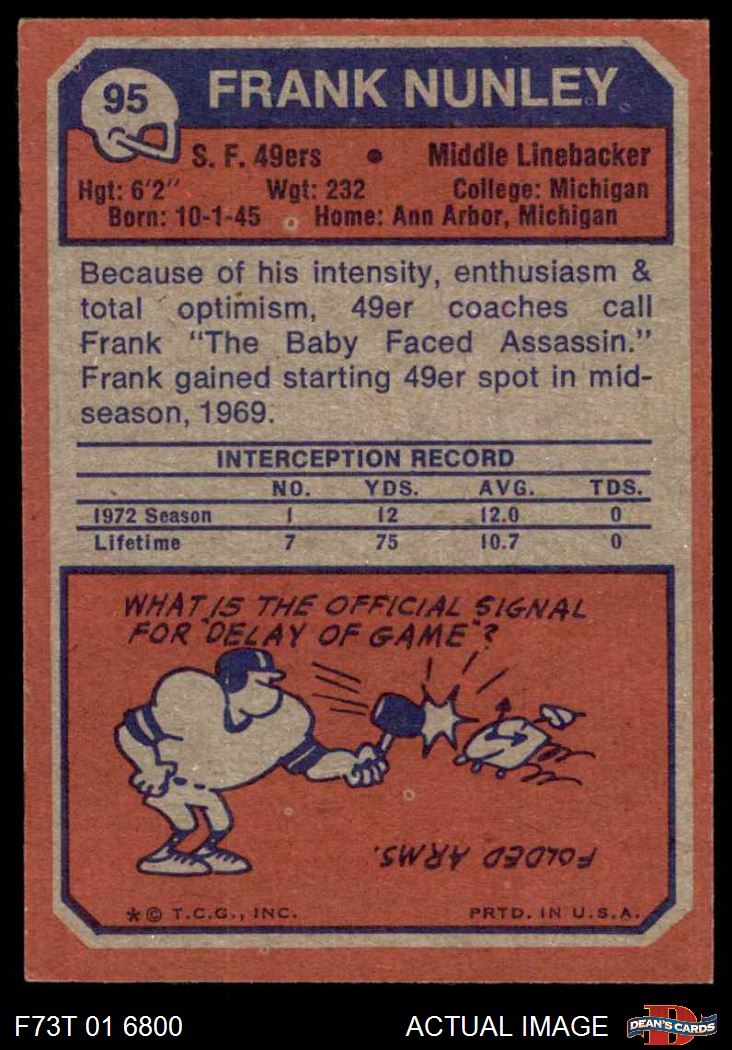 95
FRANK NUNLEY
S. F. 49ers • Middle Linebacker
Hgt: 6'2" Wgt: 232 College: Michigan
Born: 10-1-45 Home: Ann Arbor, Michigan
Because of his intensity, enthusiasm &
total optimism, 49er coaches call
Frank "The Baby Faced Assassin."
Frank gained starting 49er spot in mid-
season, 1969.
INTERCEPTION RECORD
NO. YDS. AVG. TDS.
1972 Season 1 12 12.0 0
Lifetime 7 75 10.7 0
WHAT IS THE OFFICIAL SIGNAL
FOR "DELAY OF GAME"?
FOLDED ARMS.
* © T.C.G., INC. PRTD. IN U.S.A.
F73T 01 6800 ACTUAL IMAGE
D
DEAN'S CARDS